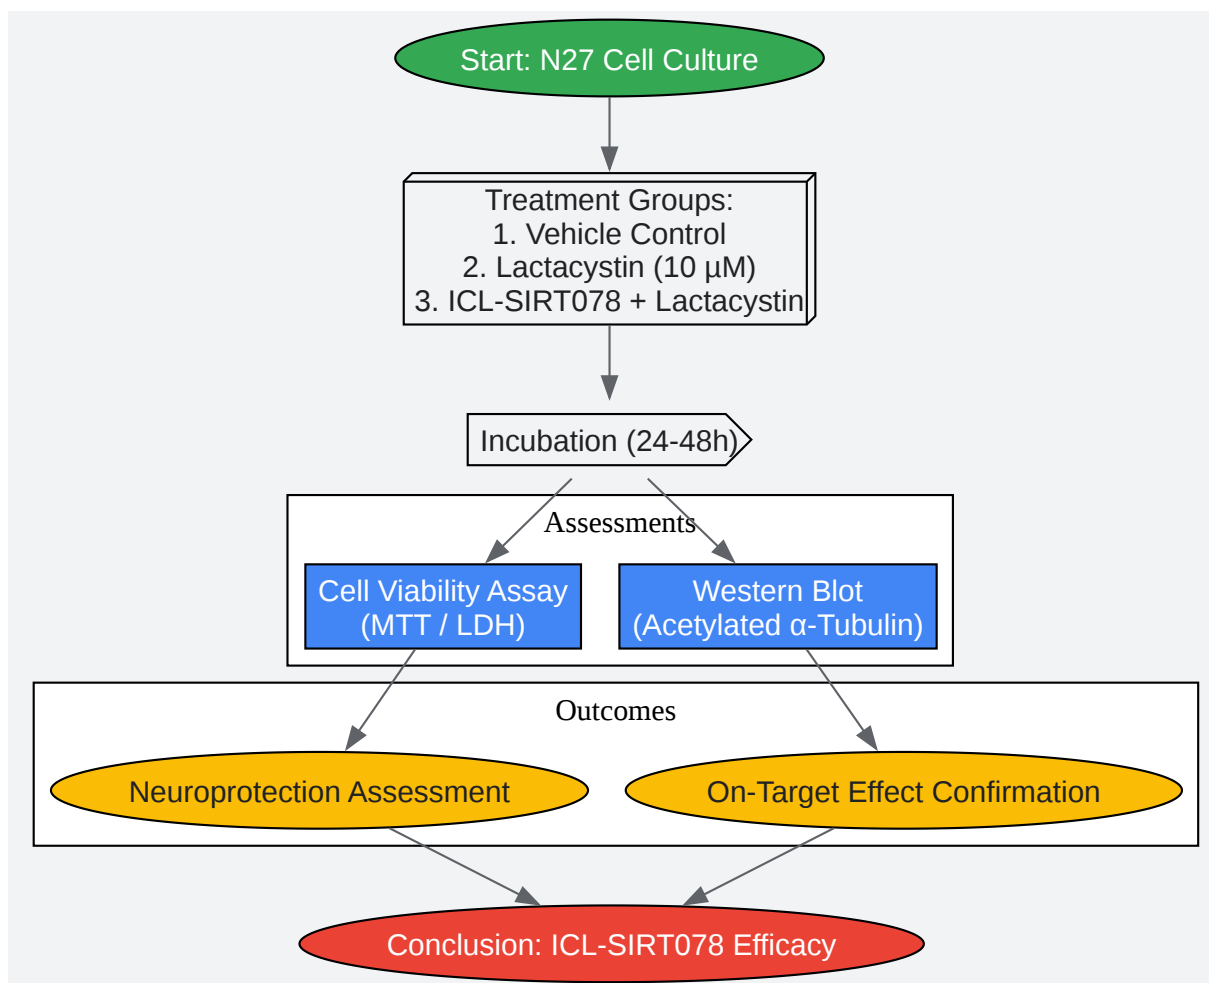 Start: N27 Cell Culture
Treatment Groups:
1. Vehicle Control
2. Lactacystin (10 µM)
3. ICL-SIRT078 + Lactacystin
Incubation (24-48h)
Assessments
Cell Viability Assay
(MTT / LDH)
Western Blot
(Acetylated α-Tubulin)
Outcomes
Neuroprotection Assessment
On-Target Effect Confirmation
Conclusion: ICL-SIRT078 Efficacy